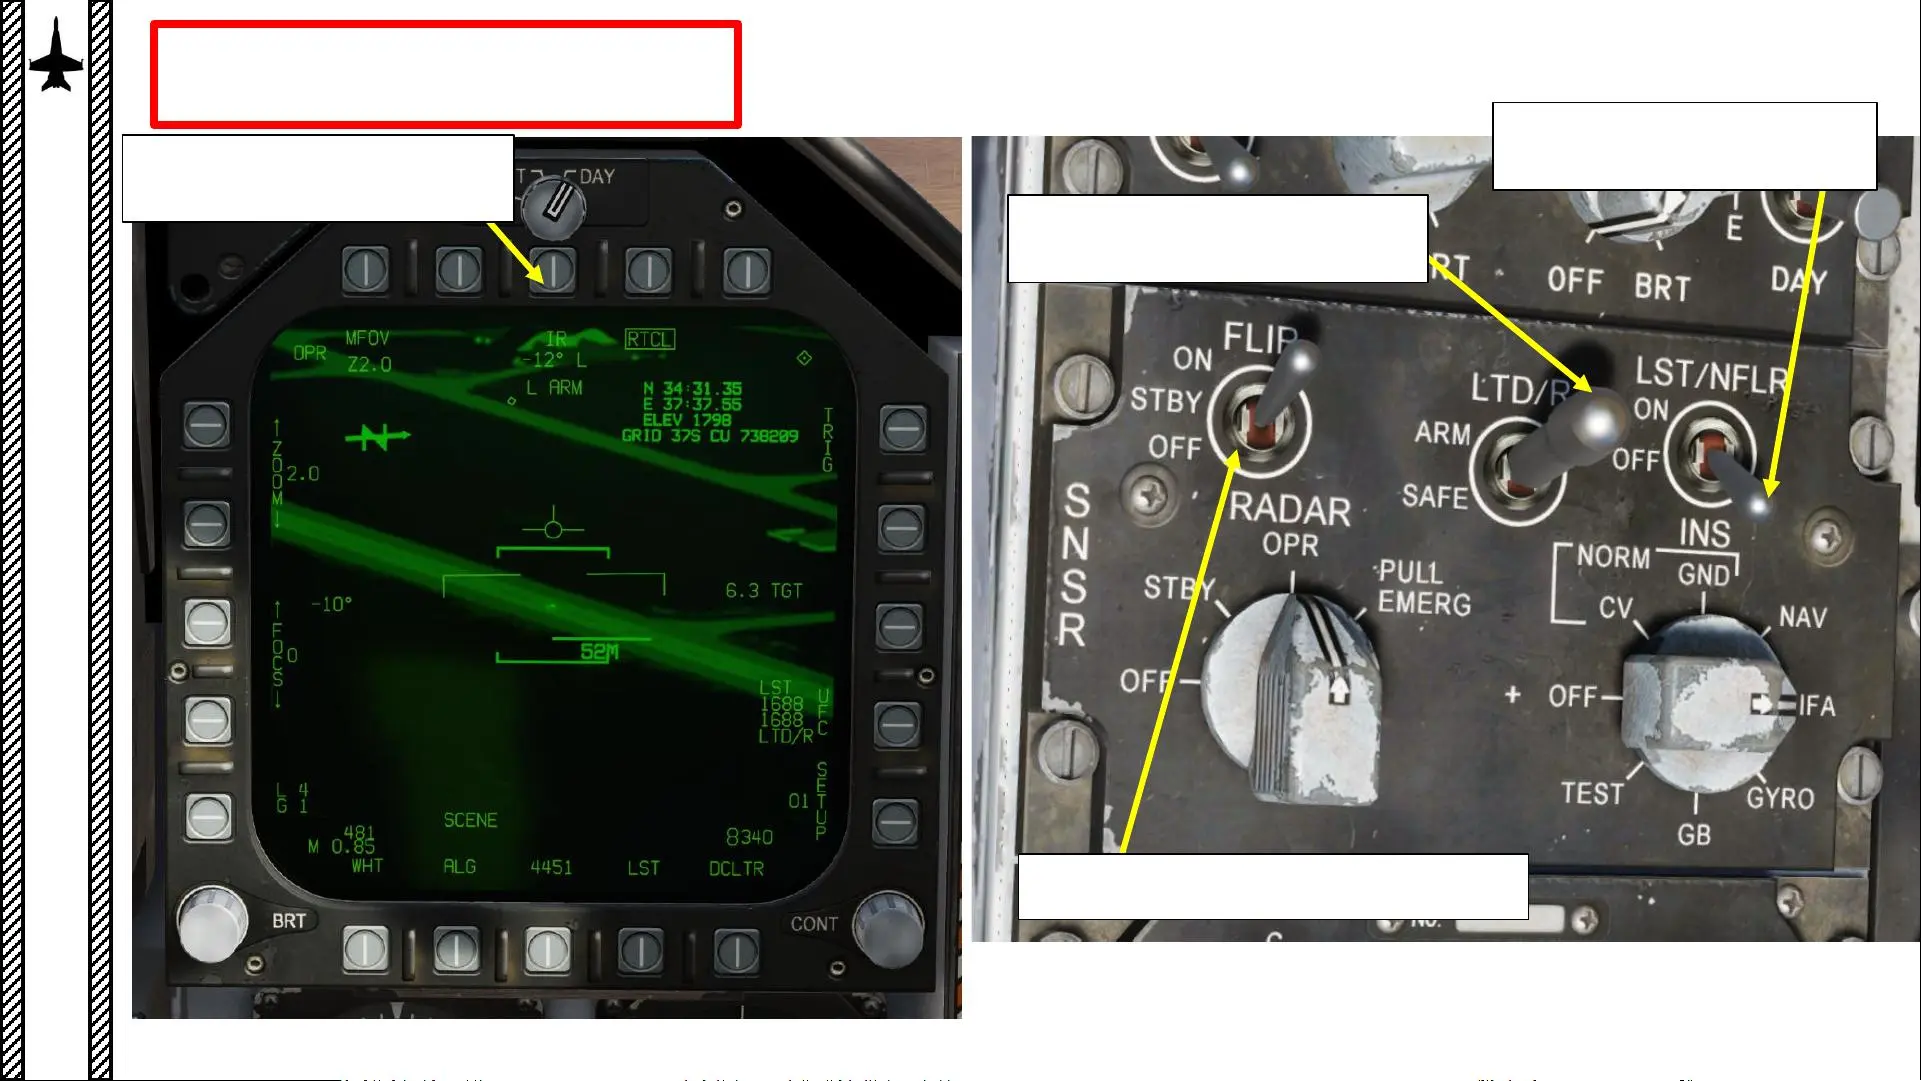 T
DAY
MFOV
IR
RTCL
OPR
Z2.0
-12° L
L ARM
N 34:31.35
E 37:37.55
ELEV 1798
GRID 37S CU 738209
TRIG
ZOOM
2.0
-10°
6.3 TGT
FOCS
0
52M
LST
1688
1688
LTD/R
UFC
L 4
G 1
01
SETUP
SCENE
481
M 0.85
8340
WHT
ALG
4451
LST
DCLTR
BRT
CONT
RT
OFF
BRT
E
DAY
FLIR
ON
STBY
OFF
LTD/R
ARM
SAFE
LST/NFLR
ON
OFF
SNSR
RADAR
OPR
STBY
OFF
PULL
EMERG
INS
NORM
GND
CV
NAV
+
OFF
IFA
TEST
GYRO
GB
NO.